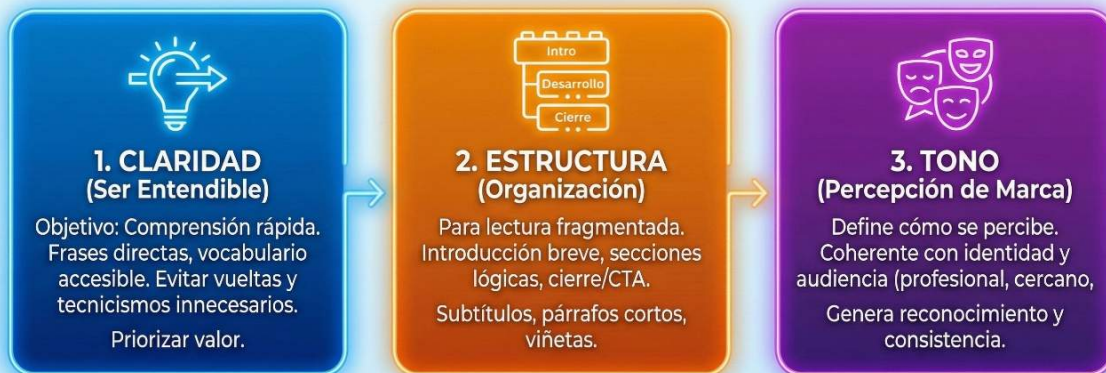 Intro
Desarrollo
Cierre
1. CLARIDAD
(Ser Entendible)
Objetivo: Comprensión rápida.
Frases directas, vocabulario
accesible. Evitar vueltas y
tecnicismos innecesarios.
Priorizar valor.
2. ESTRUCTURA
(Organización)
Para lectura fragmentada.
Introducción breve, secciones
lógicas, cierre/CTA.
Subtítulos, párrafos cortos,
viñetas.
3. TONO
(Percepción de Marca)
Define cómo se percibe.
Coherente con identidad y
audiencia (profesional, cercano,
Genera reconocimiento y
consistencia.